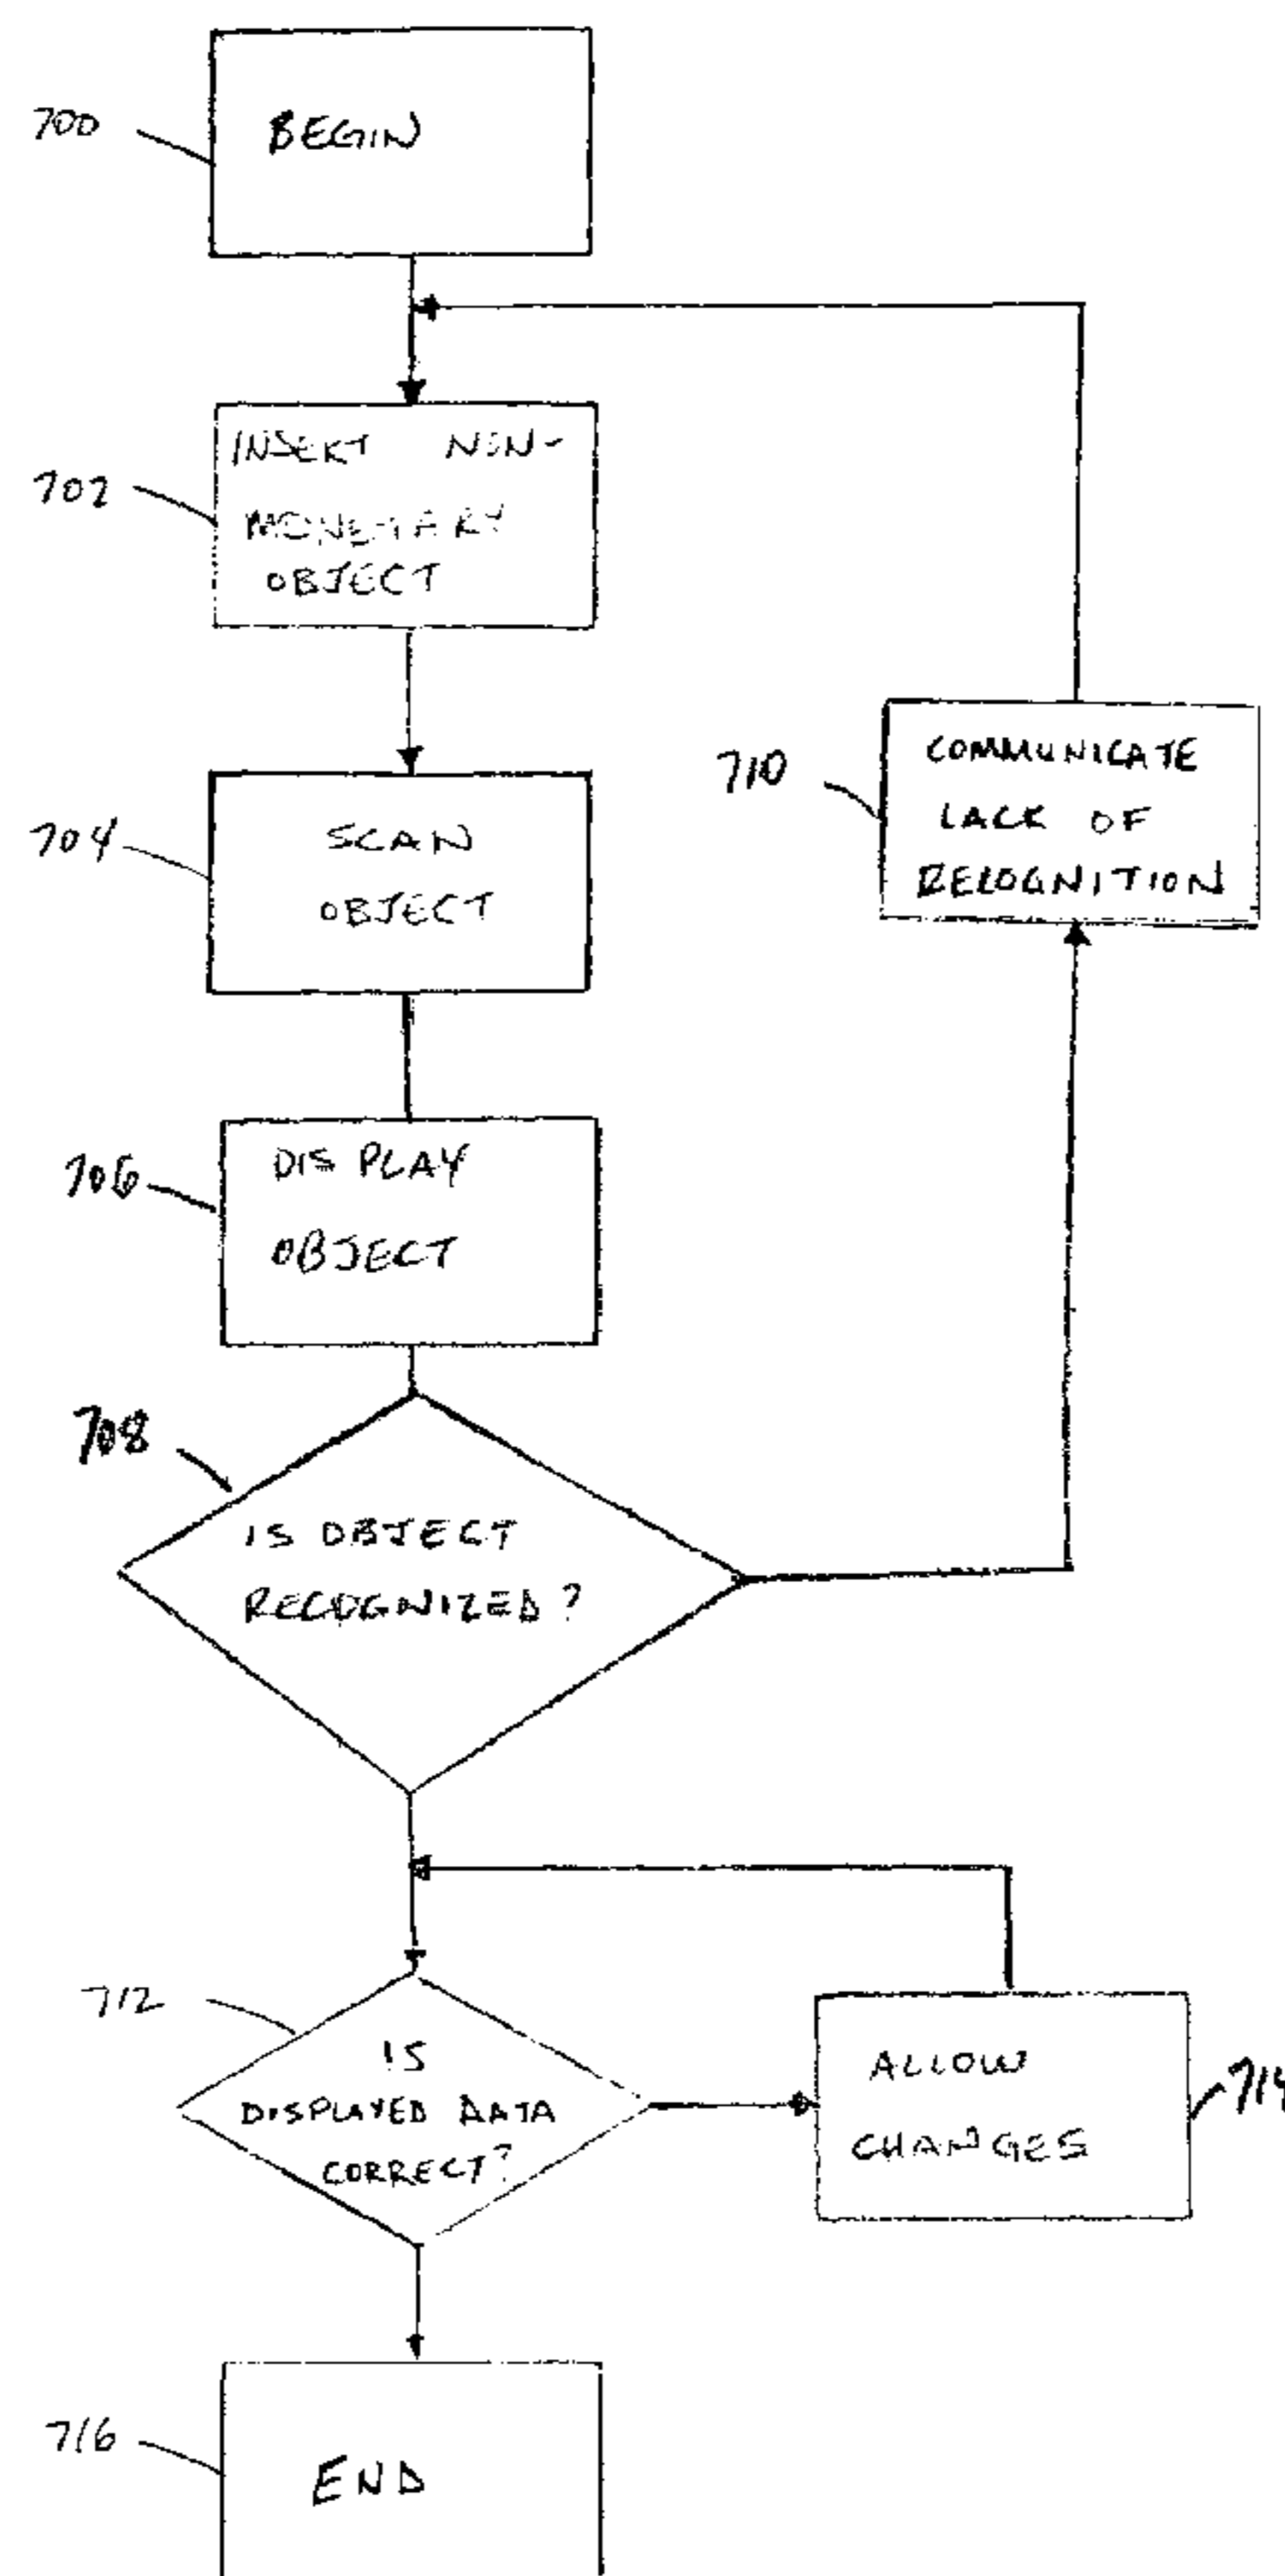 700
BEGIN
702
INSERT NON-
MONETARY
OBJECT
704
SCAN
OBJECT
710
COMMUNICATE
LACK OF
RECOGNITION
706
DISPLAY
OBJECT
708
IS OBJECT
RECOGNIZED?
712
IS
DISPLAYED DATA
CORRECT?
ALLOW
CHANGES
714
716
END